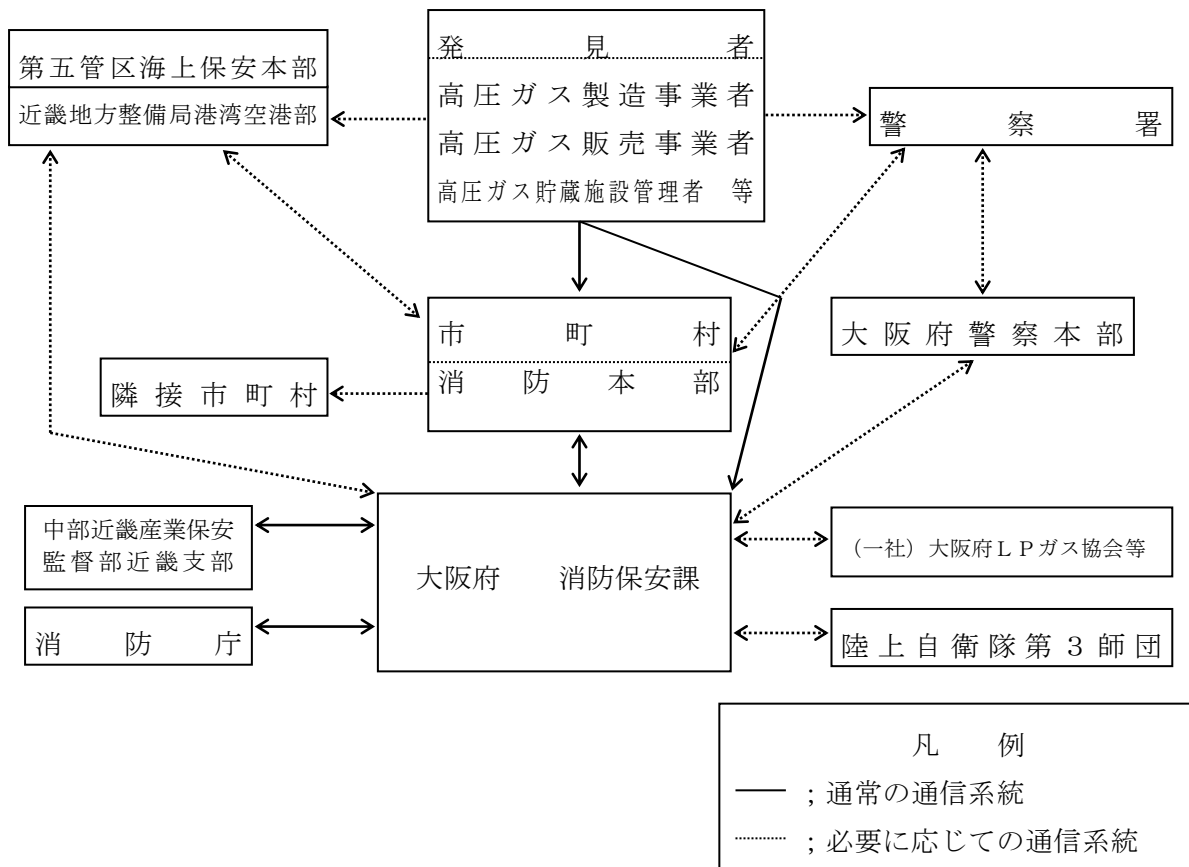 発見者
高圧ガス製造事業者
高圧ガス販売事業者
高圧ガス貯蔵施設管理者 等
第五管区海上保安本部
近畿地方整備局港湾空港部
警察署
市町村
消防本部
大阪府警察本部
隣接市町村
中部近畿産業保安
監督部近畿支部
大阪府 消防保安課
(一社)大阪府LPガス協会等
消防庁
陸上自衛隊第3師団
凡例
;通常の通信系統
;必要に応じての通信系統